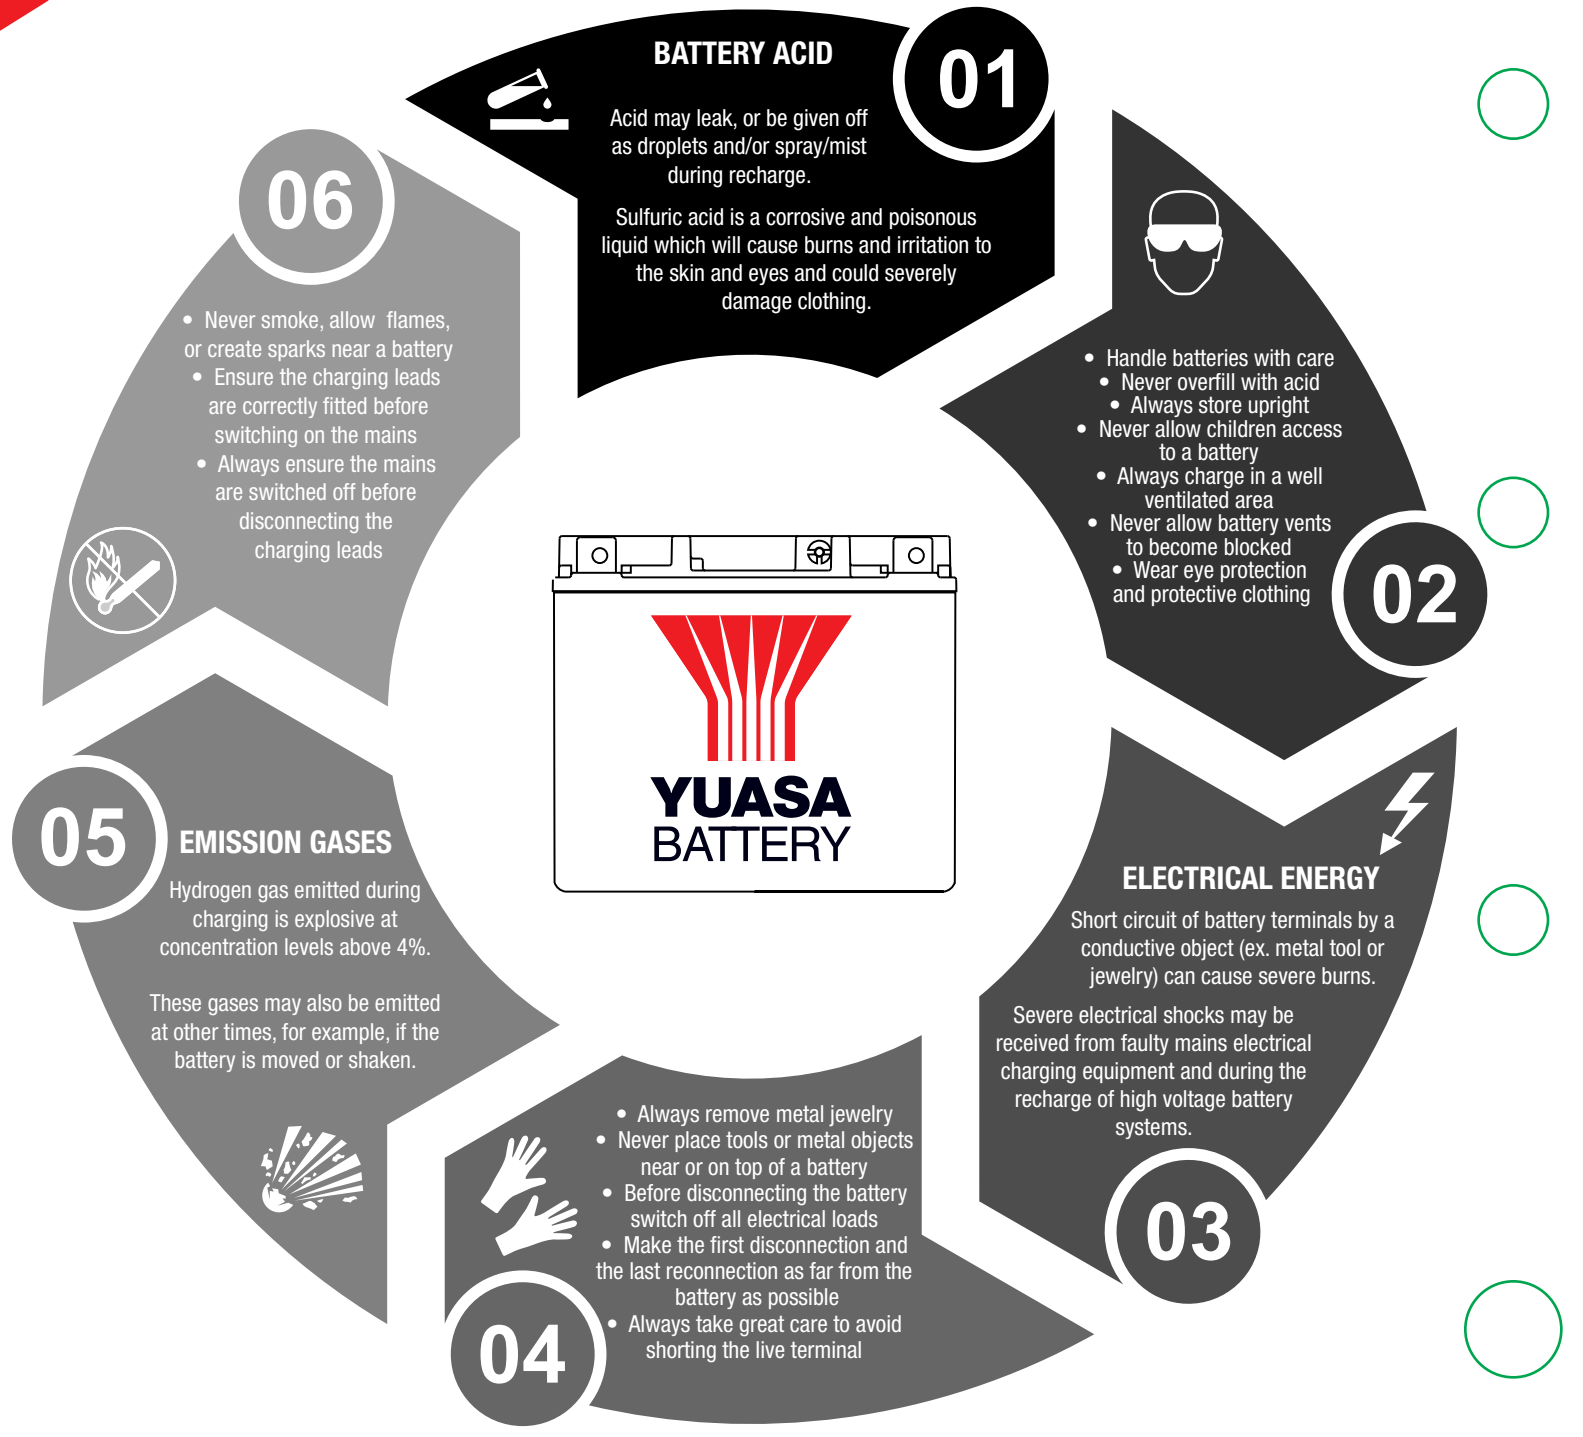 BATTERY ACID
01
Acid may leak, or be given off
as droplets and/or spray/mist
during recharge.
Sulfuric acid is a corrosive and poisonous
liquid which will cause burns and irritation to
the skin and eyes and could severely
damage clothing.
• Handle batteries with care
• Never overfill with acid
• Always store upright
• Never allow children access
to a battery
• Always charge in a well
ventilated area
• Never allow battery vents
to become blocked
• Wear eye protection
and protective clothing
02
ELECTRICAL ENERGY
Short circuit of battery terminals by a
conductive object (ex. metal tool or
jewelry) can cause severe burns.
Severe electrical shocks may be
received from faulty mains electrical
charging equipment and during the
recharge of high voltage battery
systems.
03
• Always remove metal jewelry
• Never place tools or metal objects
near or on top of a battery
• Before disconnecting the battery
switch off all electrical loads
• Make the first disconnection and
the last reconnection as far from the
battery as possible
• Always take great care to avoid
shorting the live terminal
04
05
EMISSION GASES
Hydrogen gas emitted during
charging is explosive at
concentration levels above 4%.
These gases may also be emitted
at other times, for example, if the
battery is moved or shaken.
06
• Never smoke, allow flames,
or create sparks near a battery
• Ensure the charging leads
are correctly fitted before
switching on the mains
• Always ensure the mains
are switched off before
disconnecting the
charging leads
YUASA
BATTERY